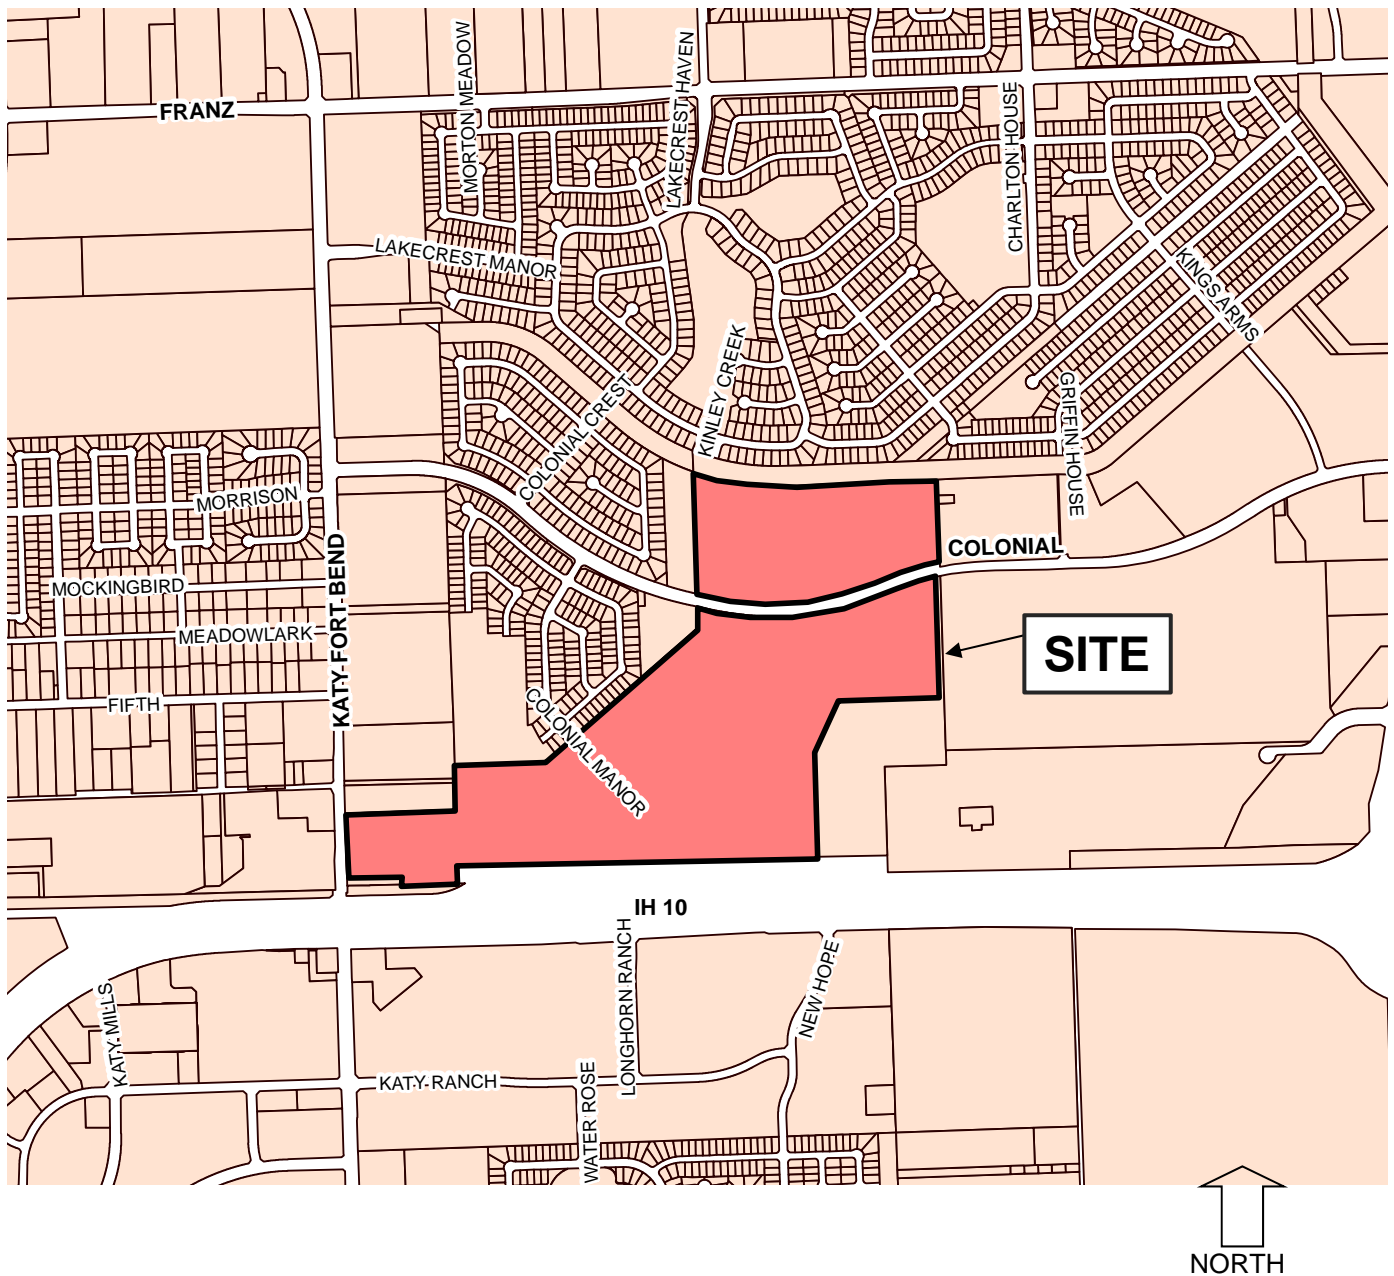 FRANZ
MORTON MEADOW
LAKECREST HAVEN
CHARLTON HOUSE
LAKECREST MANOR
KINGS ARMS
KINLEY CREEK
COLONIAL CREST
GRIFFIN HOUSE
MORRISON
KATY FORT BEND
COLONIAL
MOCKINGBIRD
MEADOWLARK
SITE
FIFTH
COLONIAL MANOR
IH 10
LONGHORN RANCH
NEW HOPE
KATY MILLS
KATY RANCH
WATER ROSE
NORTH